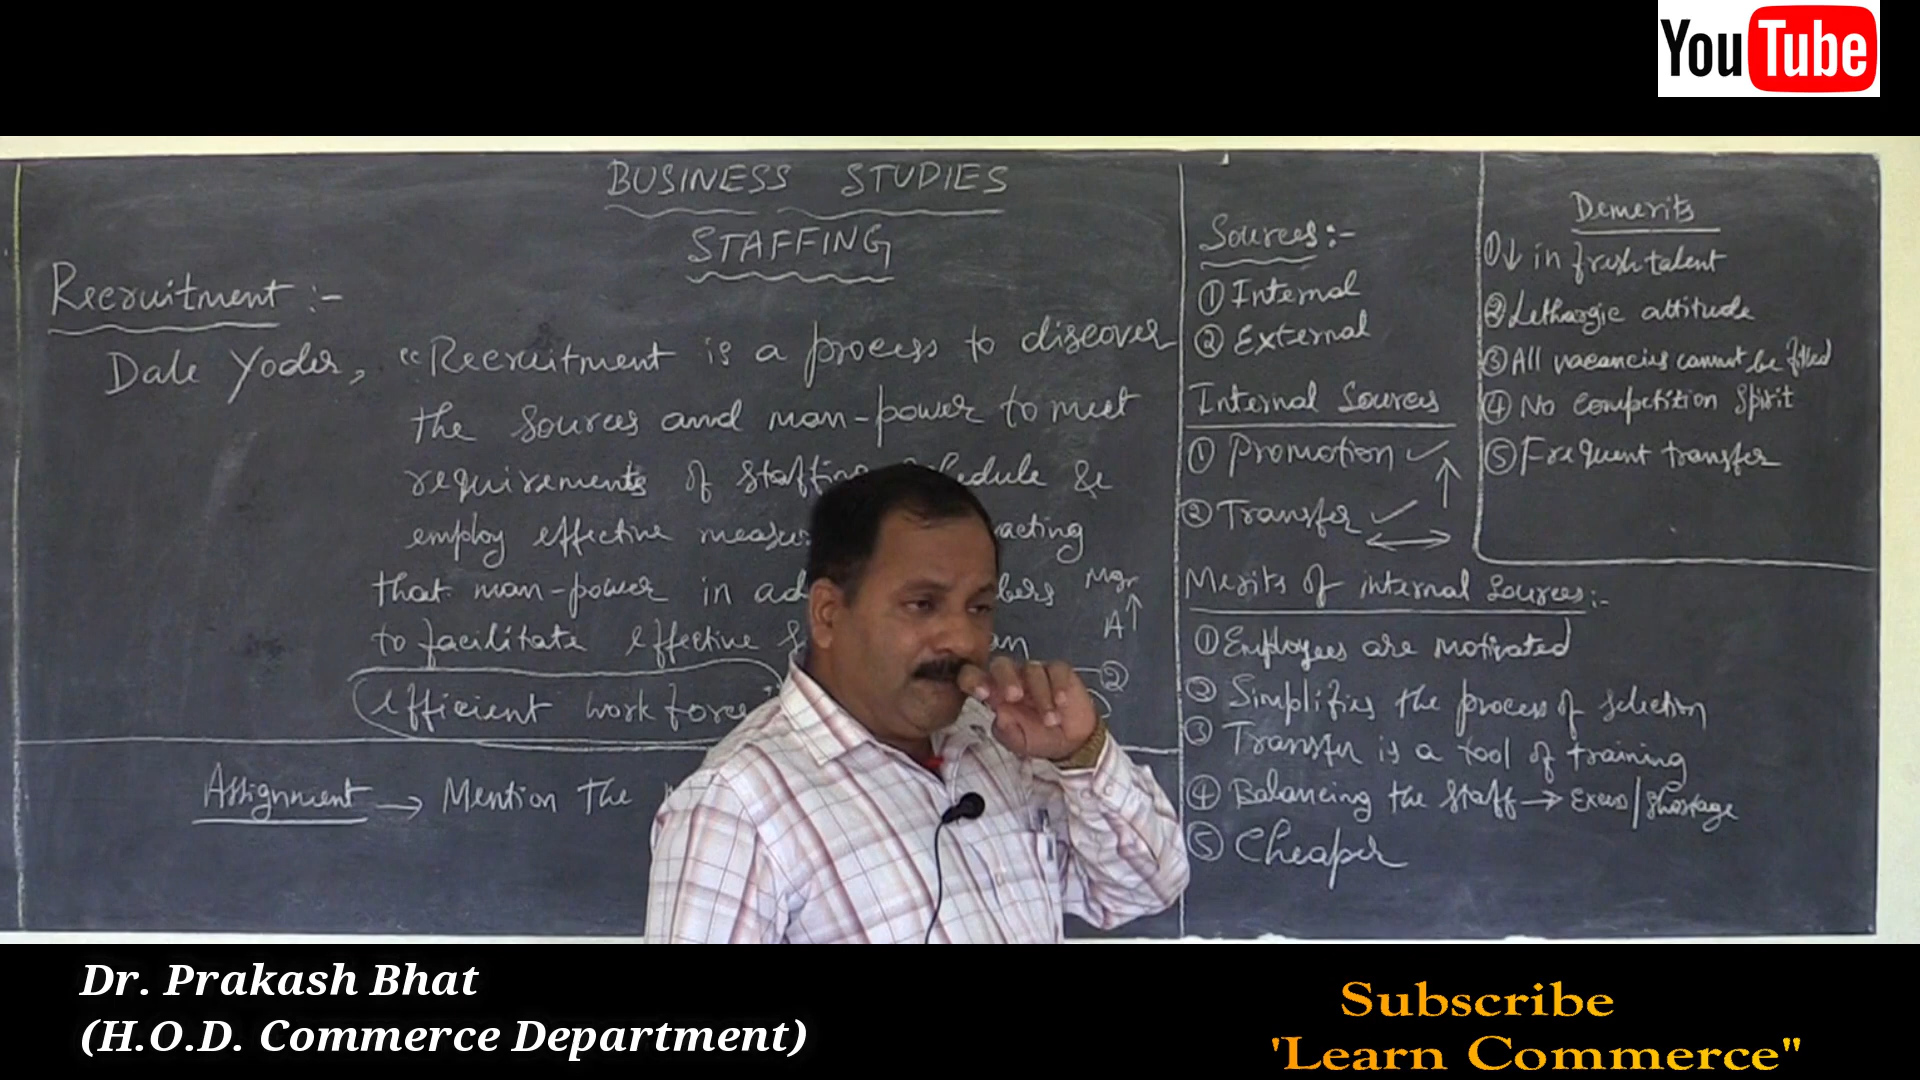 YouTube
BUSINESS STUDIES
STAFFING
Recruitment :-
Dale Yoder, "Recruitment is a process to discover
the sources and man-power to meet
requirements of staffing schedule &
employ effective
that man-power in
to facilitate effective
efficient work force
Mgr
A
②
Assignment → Mention the
Sources:-
① Internal
② External
Internal Sources
① Promotion ✓
② Transfer ✓
Merits of internal sources:-
① Employees are motivated
② Simplifies the process of selection
③ Transfer is a tool of training
④ Balancing the staff → Excess/shortage
⑤ Cheaper
Demerits
① ↓ in fresh talent
② Lethargic attitude
③ All vacancies cannot be filled
④ No Competition Spirit
⑤ Frequent transfer
Dr. Prakash Bhat
(H.O.D. Commerce Department)
Subscribe
'Learn Commerce"